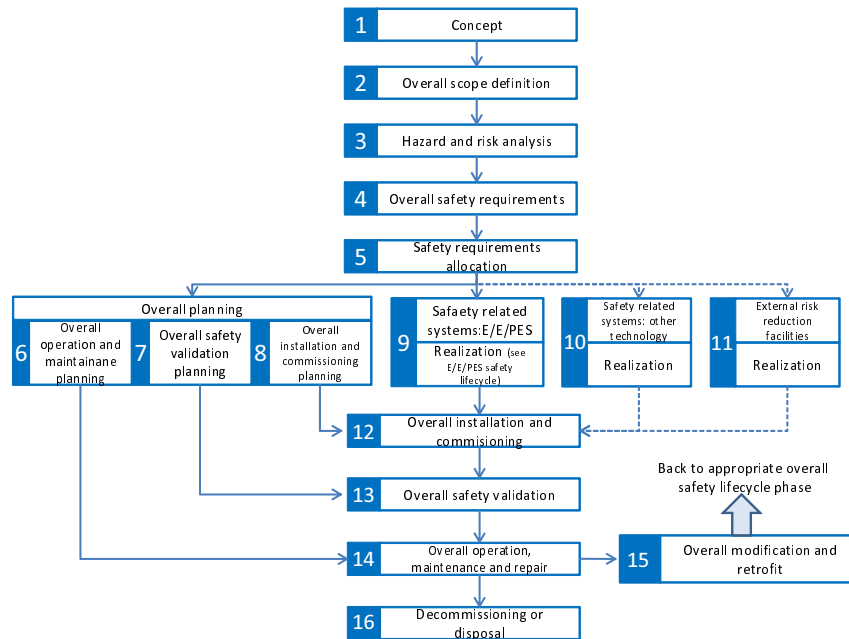 1
Concept
2
Overall scope definition
3
Hazard and risk analysis
4
Overall safety requirements
5
Safety requirements
allocation
Overall planning
6
Overall
operation and
maintainane
planning
7
Overall safety
validation
planning
8
Overall
installation and
commissioning
planning
9
Safaety related
systems:E/E/PES
Realization (see
E/E/PES safety
lifecycle)
10
Safety related
systems: other
technology
Realization
11
External risk
reduction
facilities
Realization
12
Overall installation and
commisioning
13
Overall safety validation
Back to appropriate overall
safety lifecycle phase
14
Overall operation,
maintenance and repair
15
Overall modification and
retrofit
16
Decommissioning or
disposal